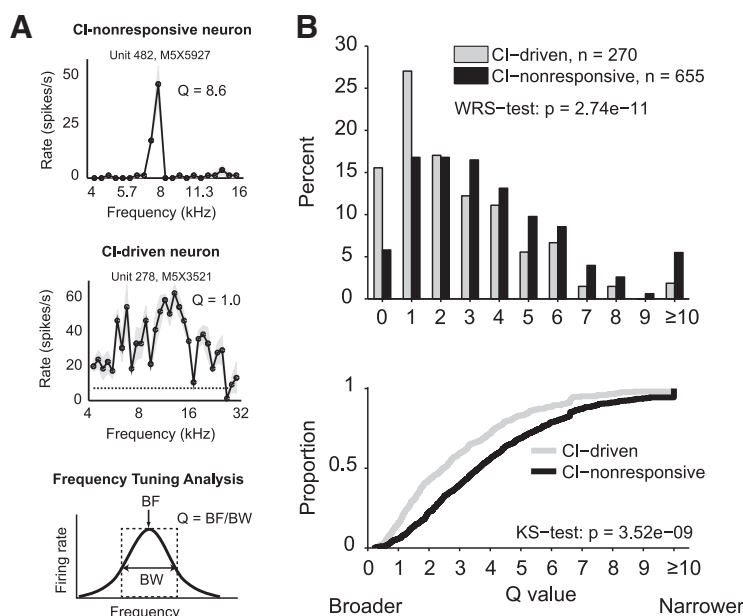 A
CI-nonresponsive neuron
Unit 482, M5X5927
Q = 8.6
50
25
0
Rate (spikes/s)
4 5.7 8 11.3 16
Frequency (kHz)
CI-driven neuron
Unit 278, M5X3521
Q = 1.0
60
40
20
0
Rate (spikes/s)
4 8 16 32
Frequency (kHz)
Frequency Tuning Analysis
BF
Q = BF/BW
BW
Firing rate
Frequency
B
CI-driven, n = 270
CI-nonresponsive, n = 655
WRS-test: p = 2.74e-11
30
25
20
15
10
5
0
Percent
0 1 2 3 4 5 6 7 8 9 ≥10
1
0.5
0
Proportion
CI-driven
CI-nonresponsive
KS-test: p = 3.52e-09
0 1 2 3 4 5 6 7 8 9 ≥10
Q value
Broader Narrower